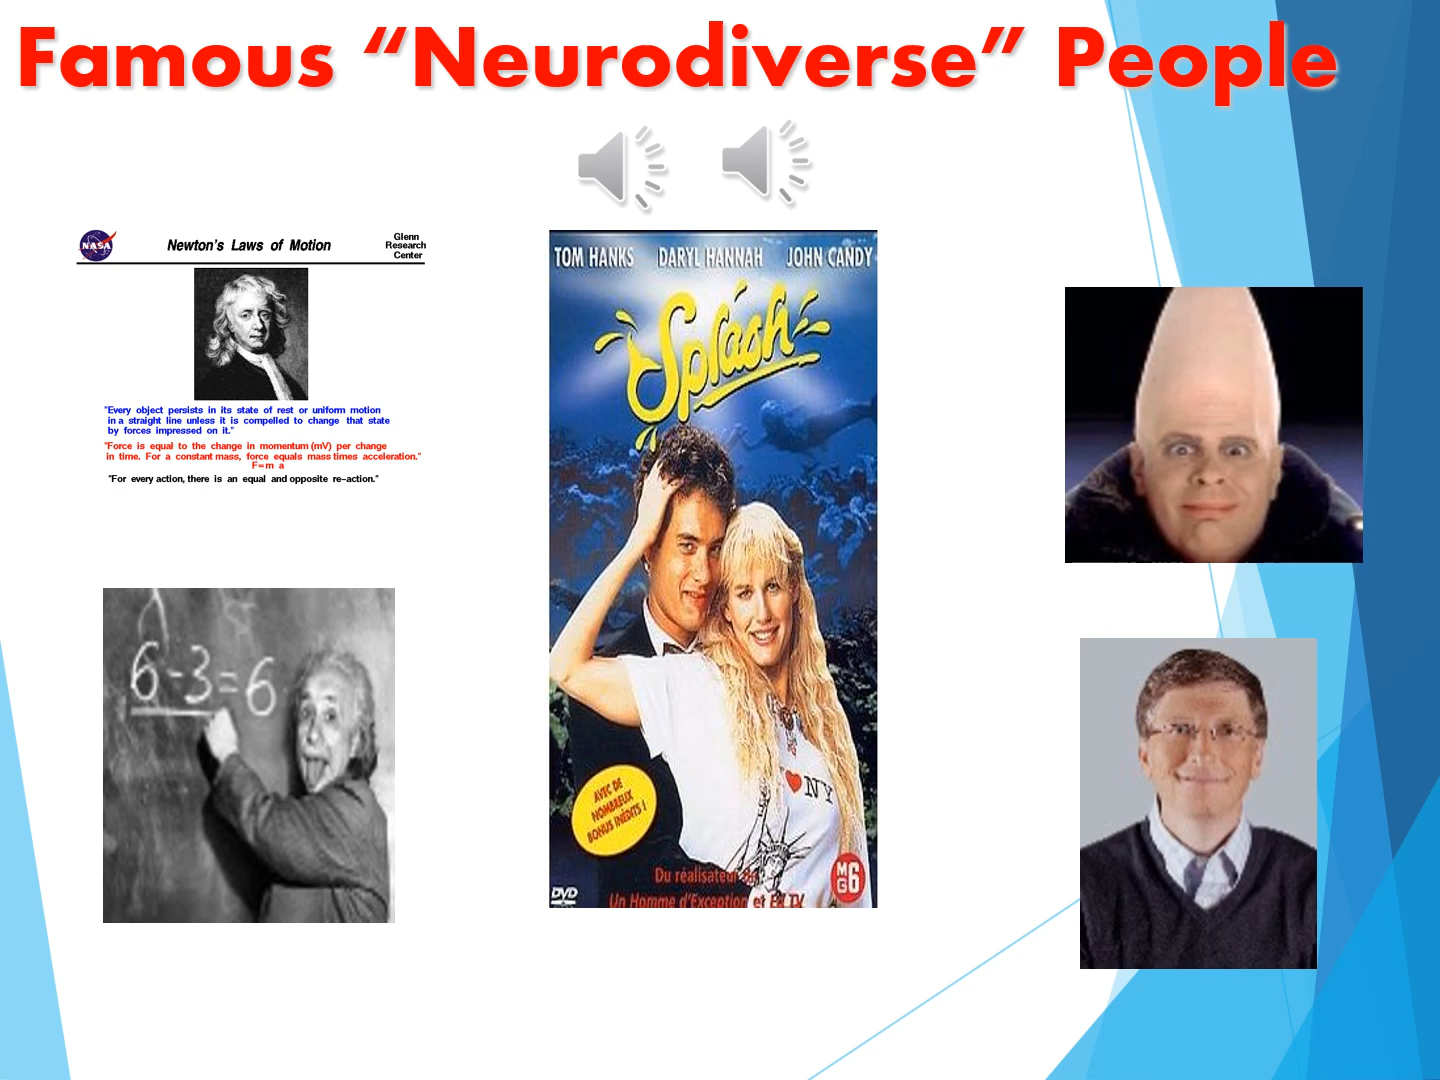 Famous “Neurodiverse” People
NASA
Newton's Laws of Motion
Glenn
Research
Center
"Every object persists in its state of rest or uniform motion
in a straight line unless it is compelled to change that state
by forces impressed on it."
"Force is equal to the change in momentum (mV) per change
in time. For a constant mass, force equals mass times acceleration."
F=m a
"For every action, there is an equal and opposite re-action."
TOM HANKS DARYL HANNAH JOHN CANDY
Splash
I ♥ NY
AVEC DE
NOMBREUX
BONUS INÉDITS !
Du réalisateur de
Un Homme d'Exception et Ed TV
DVD
MG6
6-3=6